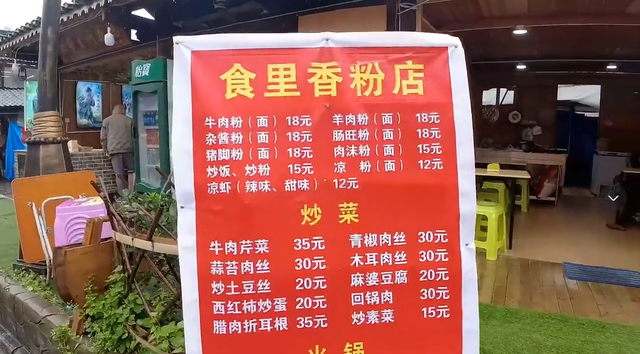 食里香粉店
牛肉粉（面） 18元 羊肉粉（面） 18元
杂酱粉（面） 18元 肠旺粉（面） 18元
猪脚粉（面） 18元 肉沫粉（面） 15元
炒饭、炒粉 15元 凉 粉（面） 12元
凉虾（辣味、甜味） 12元
炒菜
牛肉芹菜 35元 青椒肉丝 30元
蒜苔肉丝 30元 木耳肉丝 30元
炒土豆丝 20元 麻婆豆腐 20元
西红柿炒蛋 20元 回锅肉 30元
腊肉折耳根 35元 炒素菜 15元
火锅
怡宝